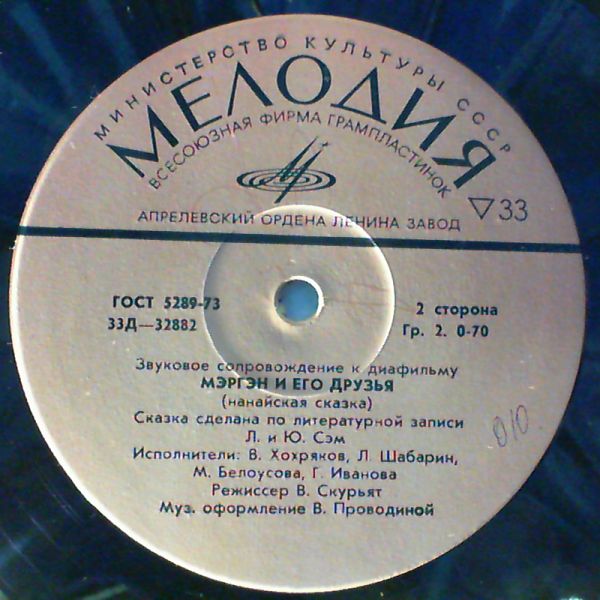 МИНИСТЕРСТВО КУЛЬТУРЫ СССР
МЕЛОДИЯ
ВСЕСОЮЗНАЯ ФИРМА ГРАМПЛАСТИНОК
▽33
АПРЕЛЕВСКИЙ ОРДЕНА ЛЕНИНА ЗАВОД
ГОСТ 5289-73
33Д—32882
2 сторона
Гр. 2. 0-70
Звуковое сопровождение к диафильму
МЭРГЭН И ЕГО ДРУЗЬЯ
(нанайская сказка)
Сказка сделана по литературной записи
Л. и Ю. Сэм
Исполнители: В. Хохряков, Л. Шабарин,
М. Белоусова, Г. Иванова
Режиссер В. Скурьят
Муз. оформление В. Проводиной
010